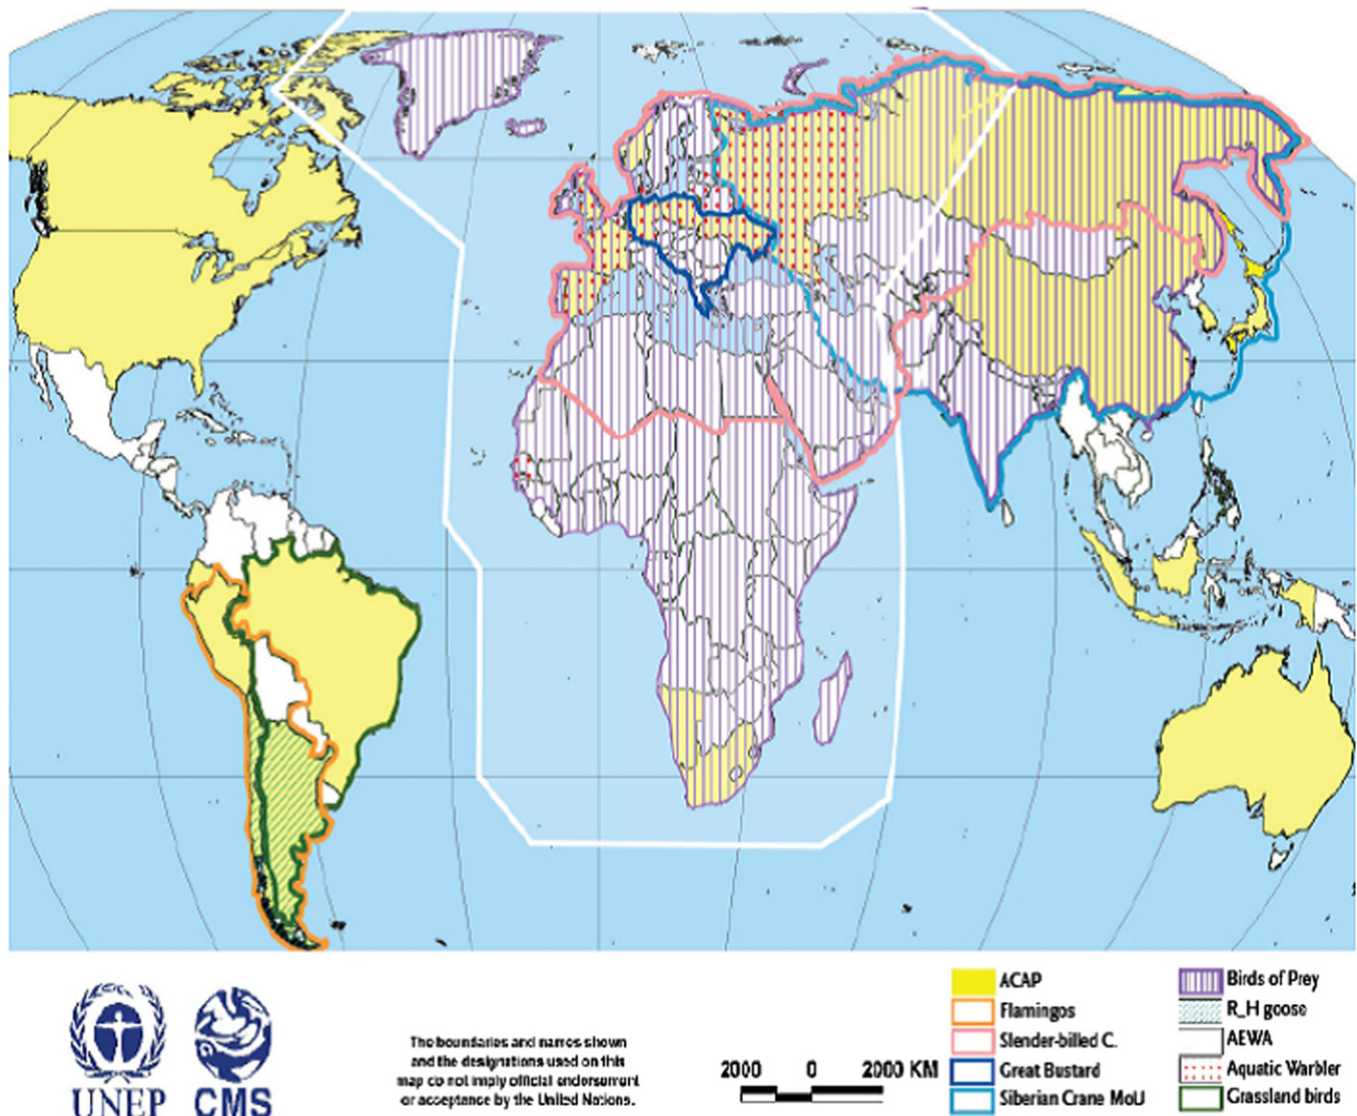 UNEP
CMS
The boundaries and names shown
and the designations used on this
map do not imply official endorsement
or acceptance by the United Nations.
2000 0 2000 KM
ACAP
Flamingos
Slender-billed C.
Great Bustard
Siberian Crane MoU
Birds of Prey
R_H goose
AEWA
Aquatic Warbler
Grassland birds